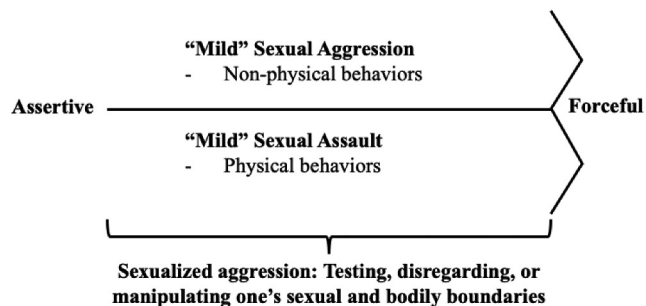 “Mild” Sexual Aggression
- Non-physical behaviors
Assertive
Forceful
“Mild” Sexual Assault
- Physical behaviors
Sexualized aggression: Testing, disregarding, or
manipulating one’s sexual and bodily boundaries